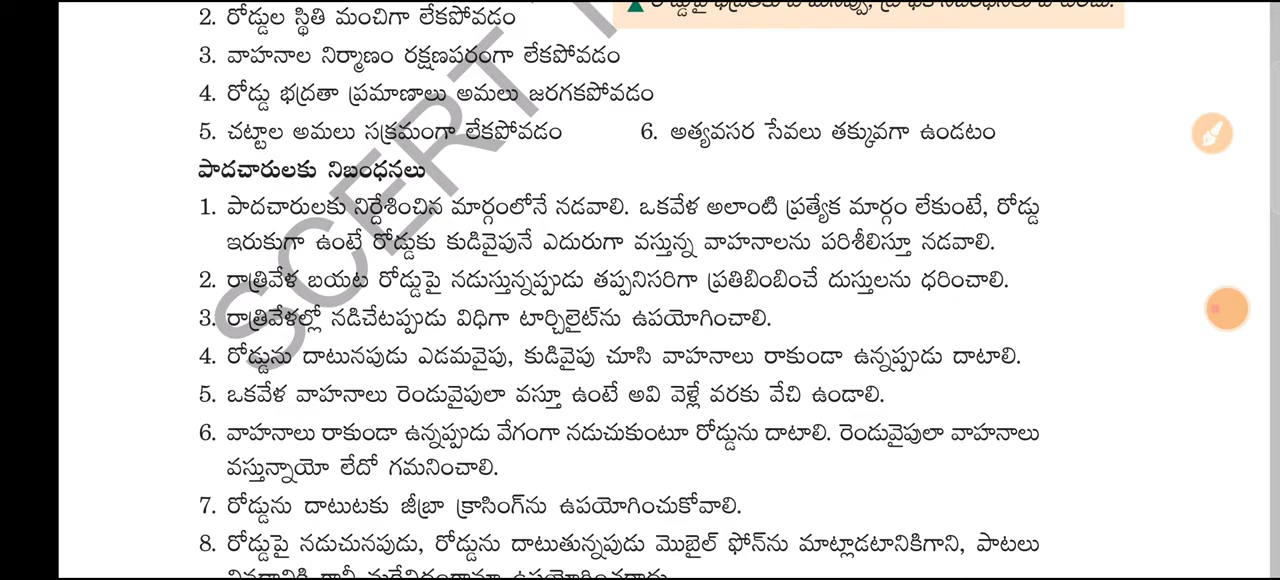 2. రోడ్డుల స్థితి మంచిగా లేకపోవడం
3. వాహనాల నిర్మాణం రక్షణపరంగా లేకపోవడం
4. రోడ్డు భద్రతా ప్రమాణాలు అమలు జరగకపోవడం
5. చట్టాల అమలు సక్రమంగా లేకపోవడం 6. అత్యవసర సేవలు తక్కువగా ఉండటం
పాదచారులకు నిబంధనలు
1. పాదచారులకు నిర్దేశించిన మార్గంలోనే నడవాలి. ఒకవేళ అలాంటి ప్రత్యేక మార్గం లేకుంటే, రోడ్డు
ఇరుకుగా ఉంటే రోడ్డుకు కుడివైపునే ఎదురుగా వస్తున్న వాహనాలను పరిశీలిస్తూ నడవాలి.
2. రాత్రివేళ బయట రోడ్డుపై నడుస్తున్నప్పుడు తప్పనిసరిగా ప్రతిబింబించే దుస్తులను ధరించాలి.
3. రాత్రివేళల్లో నడిచేటప్పుడు విధిగా టార్చిలైట్‌ను ఉపయోగించాలి.
4. రోడ్డును దాటునపుడు ఎడమవైపు, కుడివైపు చూసి వాహనాలు రాకుండా ఉన్నప్పుడు దాటాలి.
5. ఒకవేళ వాహనాలు రెండువైపులా వస్తూ ఉంటే అవి వెళ్లే వరకు వేచి ఉండాలి.
6. వాహనాలు రాకుండా ఉన్నప్పుడు వేగంగా నడుచుకుంటూ రోడ్డును దాటాలి. రెండువైపులా వాహనాలు
వస్తున్నాయో లేదో గమనించాలి.
7. రోడ్డును దాటుటకు జీబ్రా క్రాసింగ్‌ను ఉపయోగించుకోవాలి.
8. రోడ్డుపై నడుచునపుడు, రోడ్డును దాటుతున్నపుడు మొబైల్ ఫోన్‌ను మాట్లాడటానికిగాని, పాటలు
SCERT